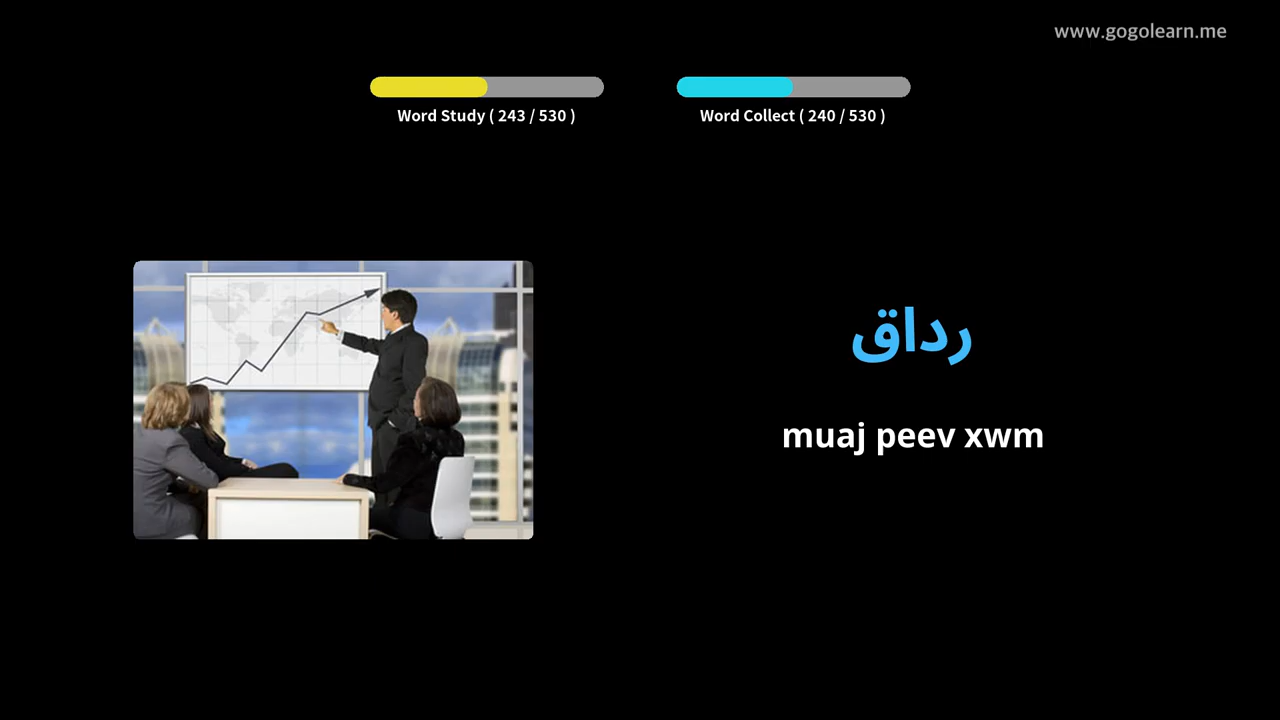 www.gogolearn.me
Word Study ( 243 / 530 )
Word Collect ( 240 / 530 )
رداق
muaj peev xwm